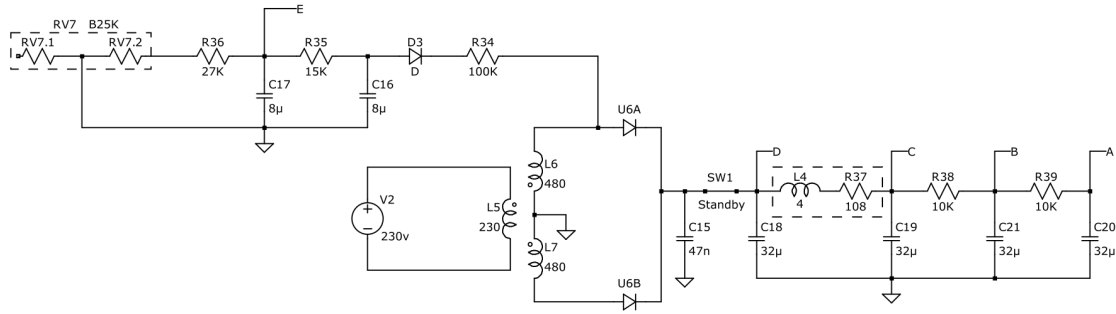 E
RV7 B25K
RV7.1
RV7.2
R36
27K
R35
15K
D3
D
R34
100K
C17
8µ
C16
8µ
U6A
L6
480
V2
230v
L5
230
L7
480
U6B
SW1
Standby
C15
47n
D
L4
4
R37
108
C
R38
10K
B
R39
10K
A
C18
32µ
C19
32µ
C21
32µ
C20
32µ